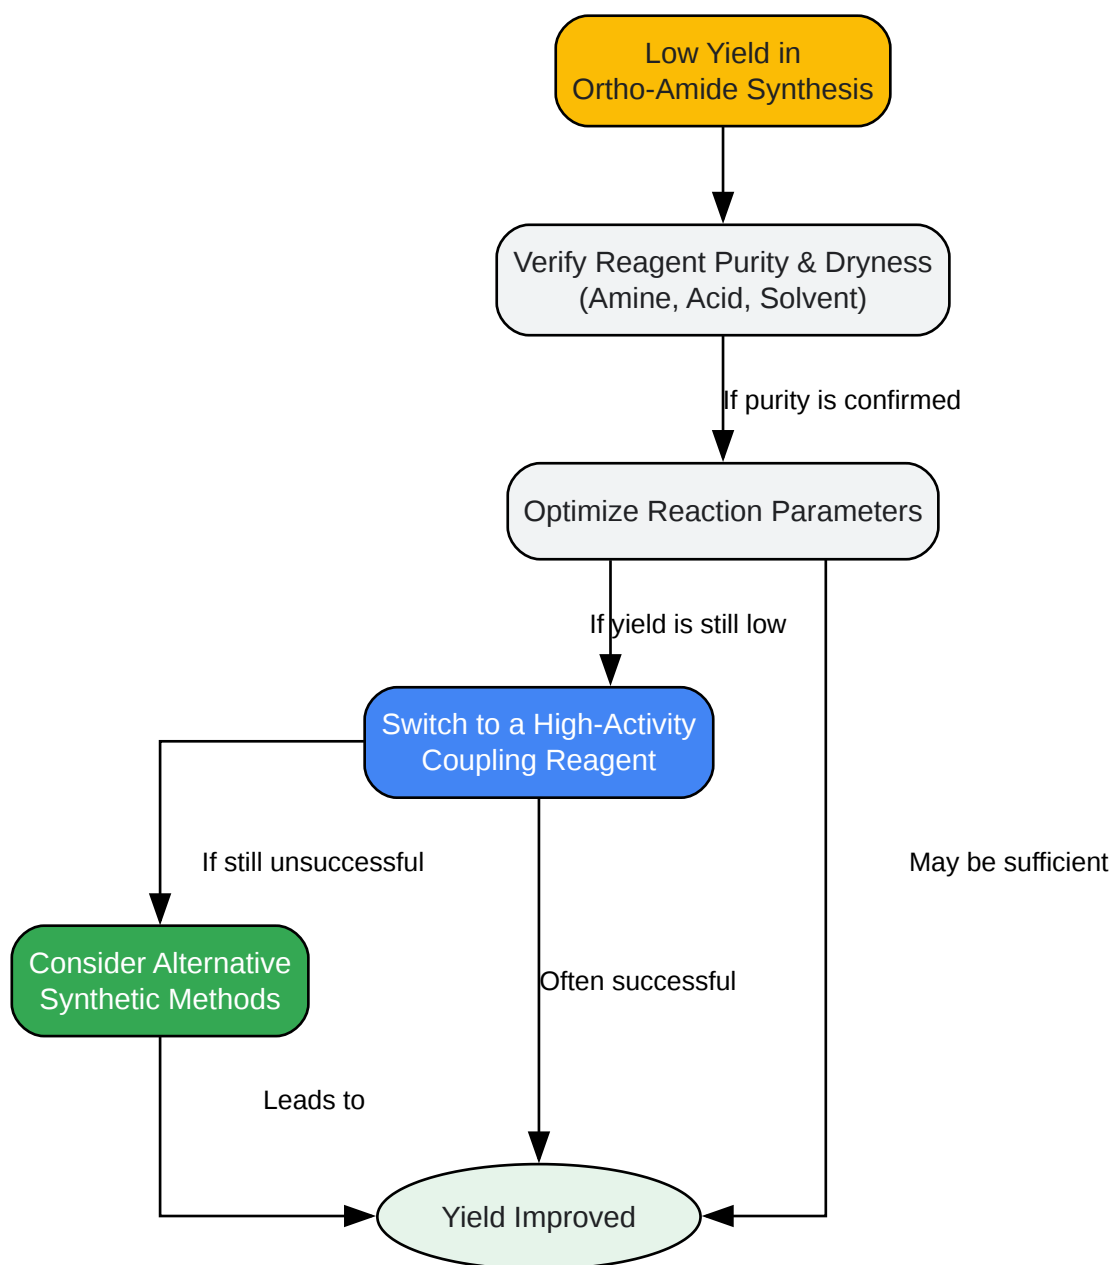 Low Yield in
Ortho-Amide Synthesis
Verify Reagent Purity & Dryness
(Amine, Acid, Solvent)
If purity is confirmed
Optimize Reaction Parameters
If yield is still low
Switch to a High-Activity
Coupling Reagent
If still unsuccessful
May be sufficient
Consider Alternative
Synthetic Methods
Often successful
Leads to
Yield Improved